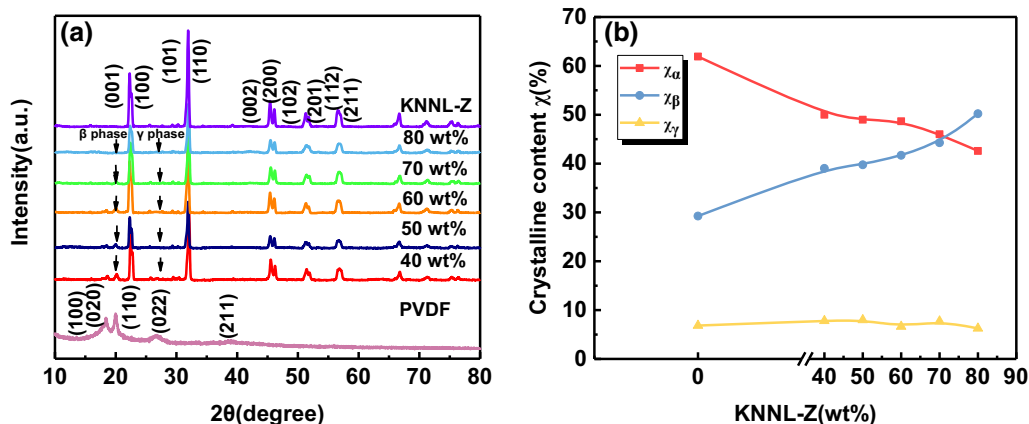 (a)
(001)
(100)
(101)
(110)
(002)
(200)
(102)
(201)
(112)
(211)
KNNL-Z
β phase
γ phase
80 wt%
70 wt%
60 wt%
50 wt%
40 wt%
PVDF
(100)
(020)
(110)
(022)
(211)
Intensity(a.u.)
10 20 30 40 50 60 70 80
2θ(degree)
(b)
χα
χβ
χγ
Crystalline content χ(%)
70
60
50
40
30
20
10
0
0 40 50 60 70 80 90
KNNL-Z(wt%)